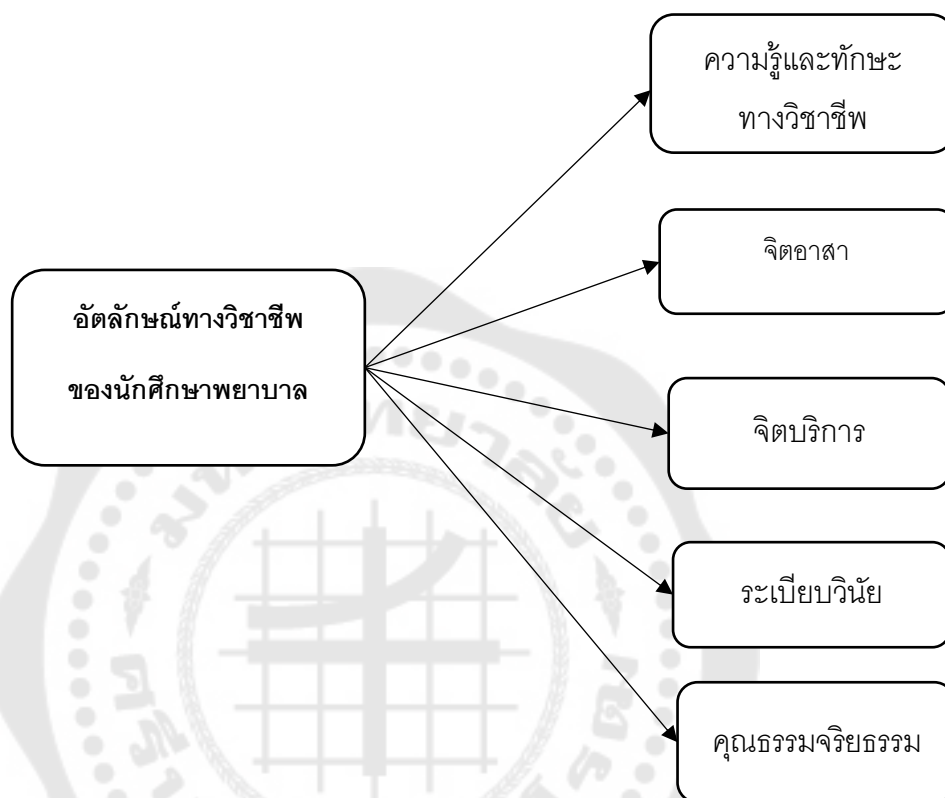 ความรู้และทักษะ
ทางวิชาชีพ
จิตอาสา
อัตลักษณ์ทางวิชาชีพ
ของนักศึกษาพยาบาล
จิตบริการ
ระเบียบวินัย
คุณธรรมจริยธรรม